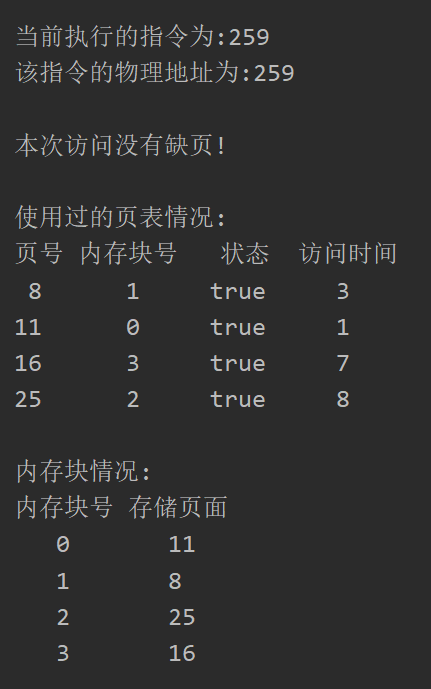 当前执行的指令为:259
该指令的物理地址为:259
本次访问没有缺页!
使用过的页表情况:
页号 内存块号 状态 访问时间
8 1 true 3
11 0 true 1
16 3 true 7
25 2 true 8
内存块情况:
内存块号 存储页面
0 11
1 8
2 25
3 16